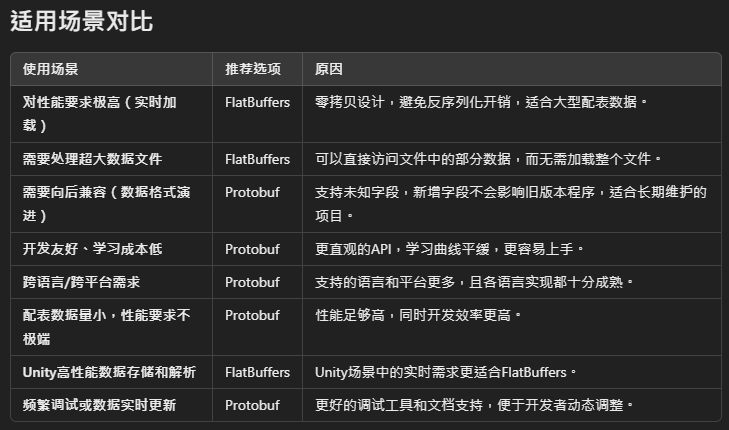 适用场景对比
使用场景 推荐选项 原因
对性能要求极高（实时加 FlatBuffers 零拷贝设计，避免反序列化开销，适合大型配表数据。
载）
需要处理超大数据文件 FlatBuffers 可以直接访问文件中的部分数据，而无需加载整个文件。
需要向后兼容（数据格式演 Protobuf 支持未知字段，新增字段不会影响旧版本程序，适合长期维护的
进） 项目。
开发友好、学习成本低 Protobuf 更直观的API，学习曲线平缓，更容易上手。
跨语言/跨平台需求 Protobuf 支持的语言和平台更多，且各语言实现都十分成熟。
配表数据量小，性能要求不 Protobuf 性能足够高，同时开发效率更高。
极端
Unity高性能数据存储和解析 FlatBuffers Unity场景中的实时需求更适合FlatBuffers。
频繁调试或数据实时更新 Protobuf 更好的调试工具和文档支持，便于开发者动态调整。